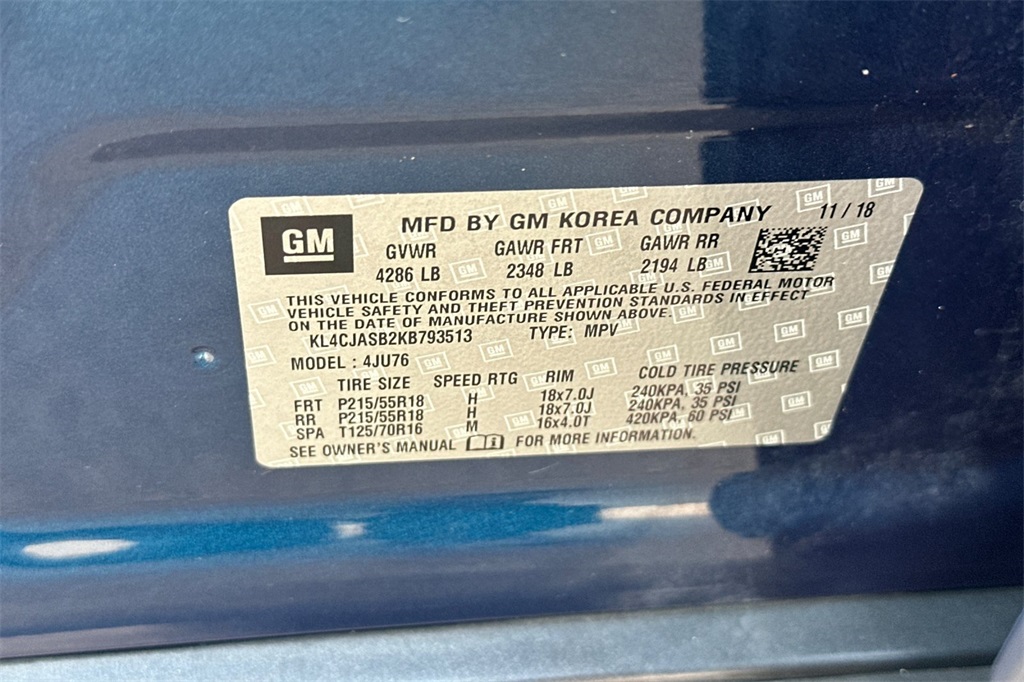 GM MFD BY GM KOREA COMPANY 11/18
GVWR GAWR FRT GAWR RR
4286 LB 2348 LB 2194 LB
THIS VEHICLE CONFORMS TO ALL APPLICABLE U.S. FEDERAL MOTOR
VEHICLE SAFETY AND THEFT PREVENTION STANDARDS IN EFFECT
ON THE DATE OF MANUFACTURE SHOWN ABOVE.
KL4CJASB2KB793513 TYPE: MPV
MODEL : 4JU76
TIRE SIZE SPEED RTG RIM COLD TIRE PRESSURE
FRT P215/55R18 H 18x7.0J 240KPA, 35 PSI
RR P215/55R18 H 18x7.0J 240KPA, 35 PSI
SPA T125/70R16 M 16x4.0T 420KPA, 60 PSI
SEE OWNER'S MANUAL FOR MORE INFORMATION.